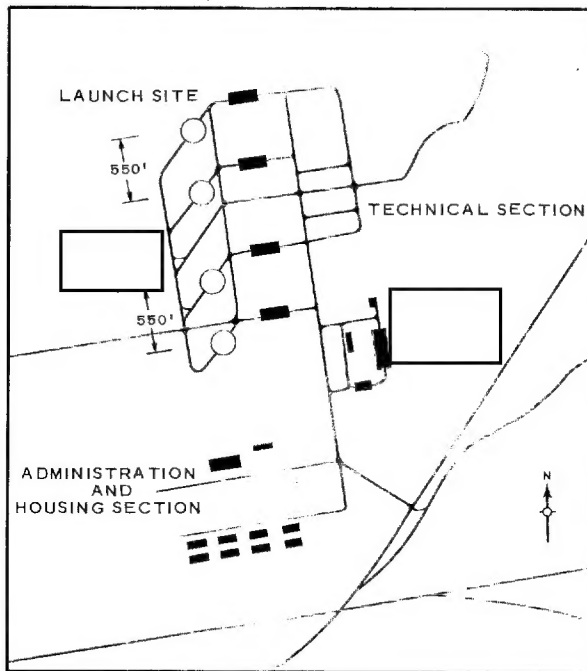 LAUNCH SITE
550'
TECHNICAL SECTION
550'
ADMINISTRATION
AND
HOUSING SECTION
N